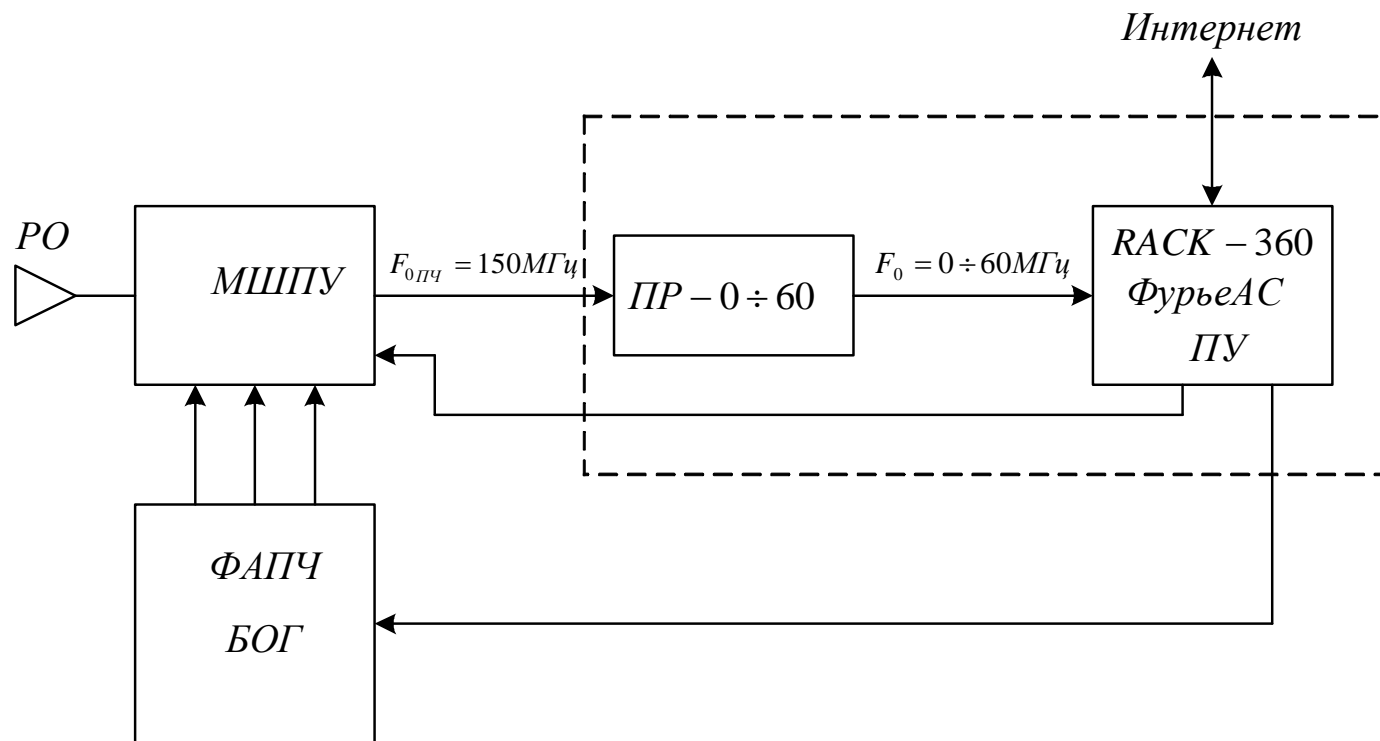 Интернет
РО
МШПУ
F₀ПЧ = 150МГц
ПР – 0 ÷ 60
F₀ = 0 ÷ 60МГц
RACK – 360
ФурьеАС
ПУ
ФАПЧ
БОГ